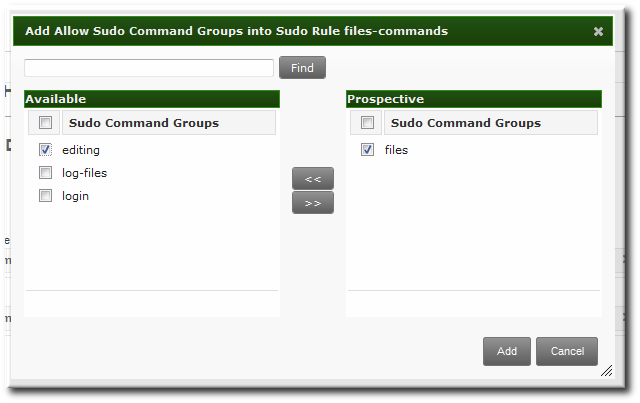 Add Allow Sudo Command Groups into Sudo Rule files-commands
Find
Available
Sudo Command Groups
editing
log-files
login
<<
>>
Prospective
Sudo Command Groups
files
Add
Cancel